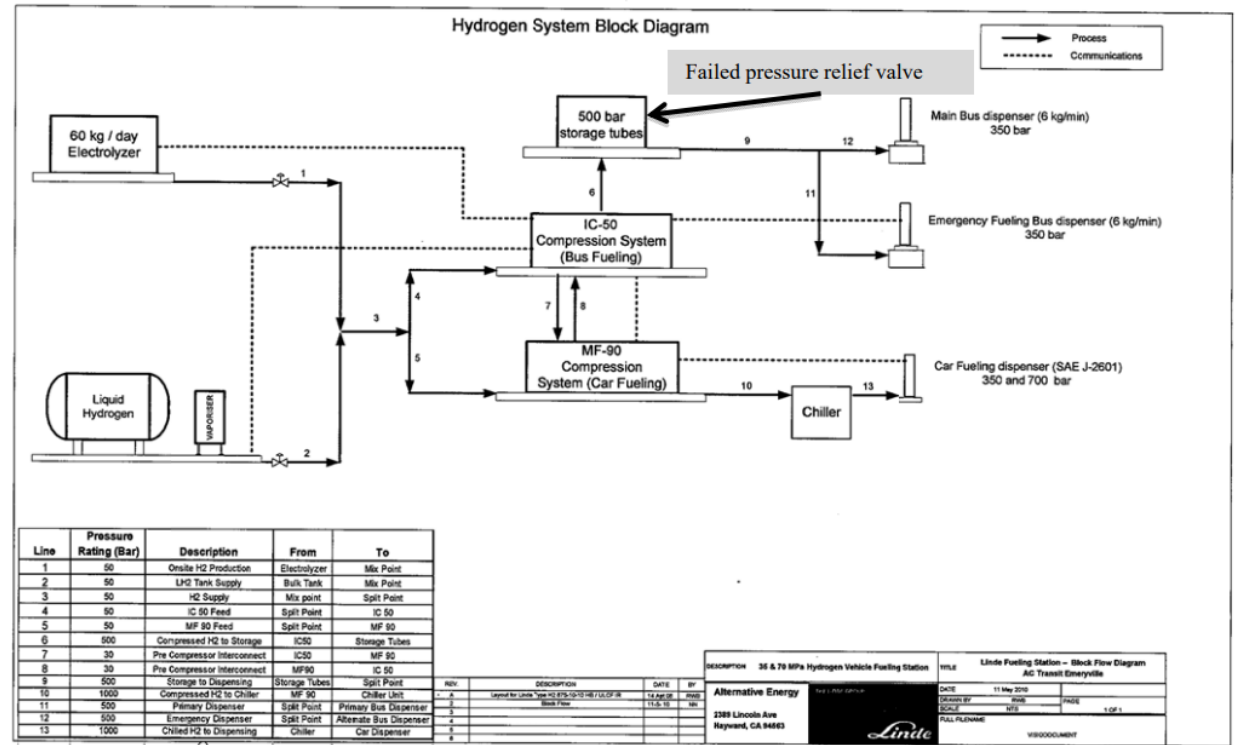 Hydrogen System Block Diagram
Process
Communications
Failed pressure relief valve
500 bar
storage tubes
Main Bus dispenser (6 kg/min)
350 bar
60 kg / day
Electrolyzer
1
9
12
6
11
IC-50
Compression System
(Bus Fueling)
Emergency Fueling Bus dispenser (6 kg/min)
350 bar
4
3
7
8
5
MF-90
Compression
System (Car Fueling)
Car Fueling dispenser (SAE J-2601)
350 and 700 bar
10
13
Chiller
Liquid
Hydrogen
VAPORISER
2
Line Pressure Rating (Bar) Description From To
1 50 Onsite H2 Production Electrolyzer Mix Point
2 50 LH2 Tank Supply Bulk Tank Mix Point
3 50 H2 Supply Mix point Split Point
4 50 IC 50 Feed Split Point IC 50
5 50 MF 90 Feed Split Point MF 90
6 500 Compressed H2 to Storage IC50 Storage Tubes
7 30 Pre Compressor Interconnect IC50 MF 90
8 30 Pre Compressor Interconnect MF90 IC 50
9 500 Storage to Dispensing Storage Tubes Split Point
10 1000 Compressed H2 to Chiller MF 90 Chiller Unit
11 500 Primary Dispenser Split Point Primary Bus Dispenser
12 500 Emergency Dispenser Split Point Alternate Bus Dispenser
13 1000 Chilled H2 to Dispensing Chiller Car Dispenser
REV. DESCRIPTION DATE BY
A
2 Block Flow
3
4
5
6
DESCRIPTION 35 & 70 MPa Hydrogen Vehicle Fueling Station
TITLE Linde Fueling Station – Block Flow Diagram
AC Transit Emeryville
Alternative Energy
2389 Lincoln Ave
Hayward, CA 94563
THE LINDE GROUP
Linde
DATE 11 May 2010
DRAWN BY RWB PAGE
SCALE NTS 1 OF 1
FULL FILENAME
VISIODOCUMENT